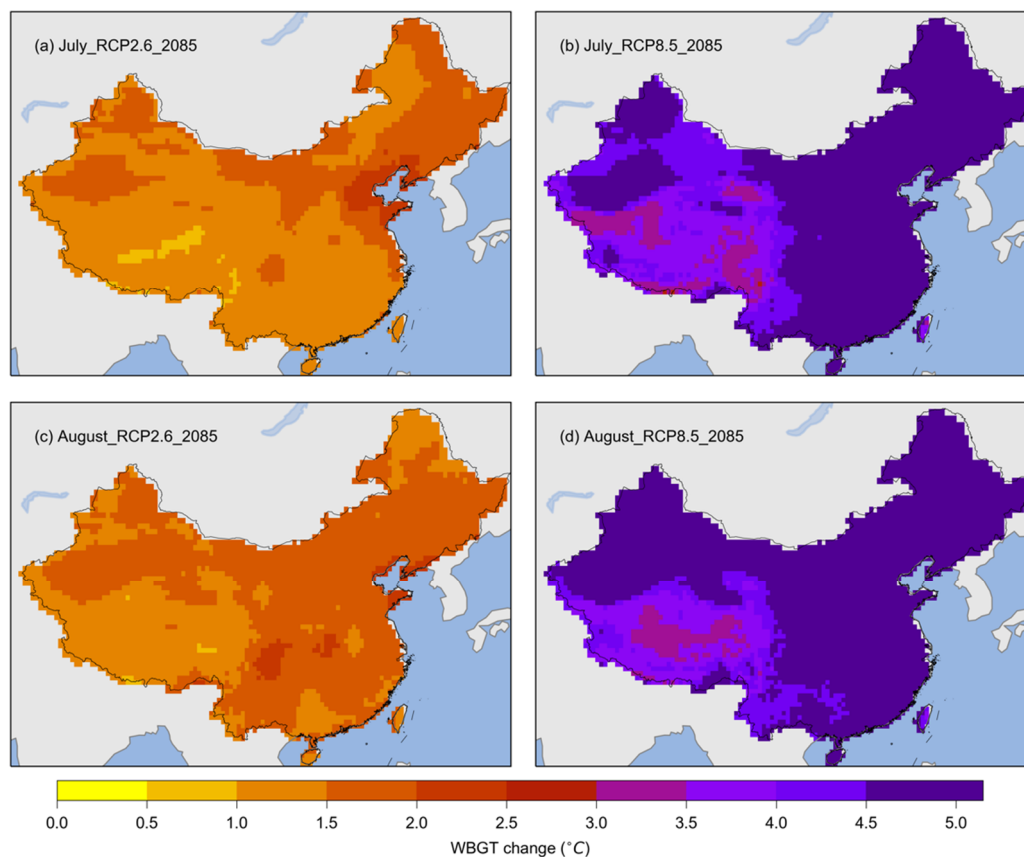 (a) July_RCP2.6_2085
(b) July_RCP8.5_2085
(c) August_RCP2.6_2085
(d) August_RCP8.5_2085
0.0 0.5 1.0 1.5 2.0 2.5 3.0 3.5 4.0 4.5 5.0
WBGT change (°C)